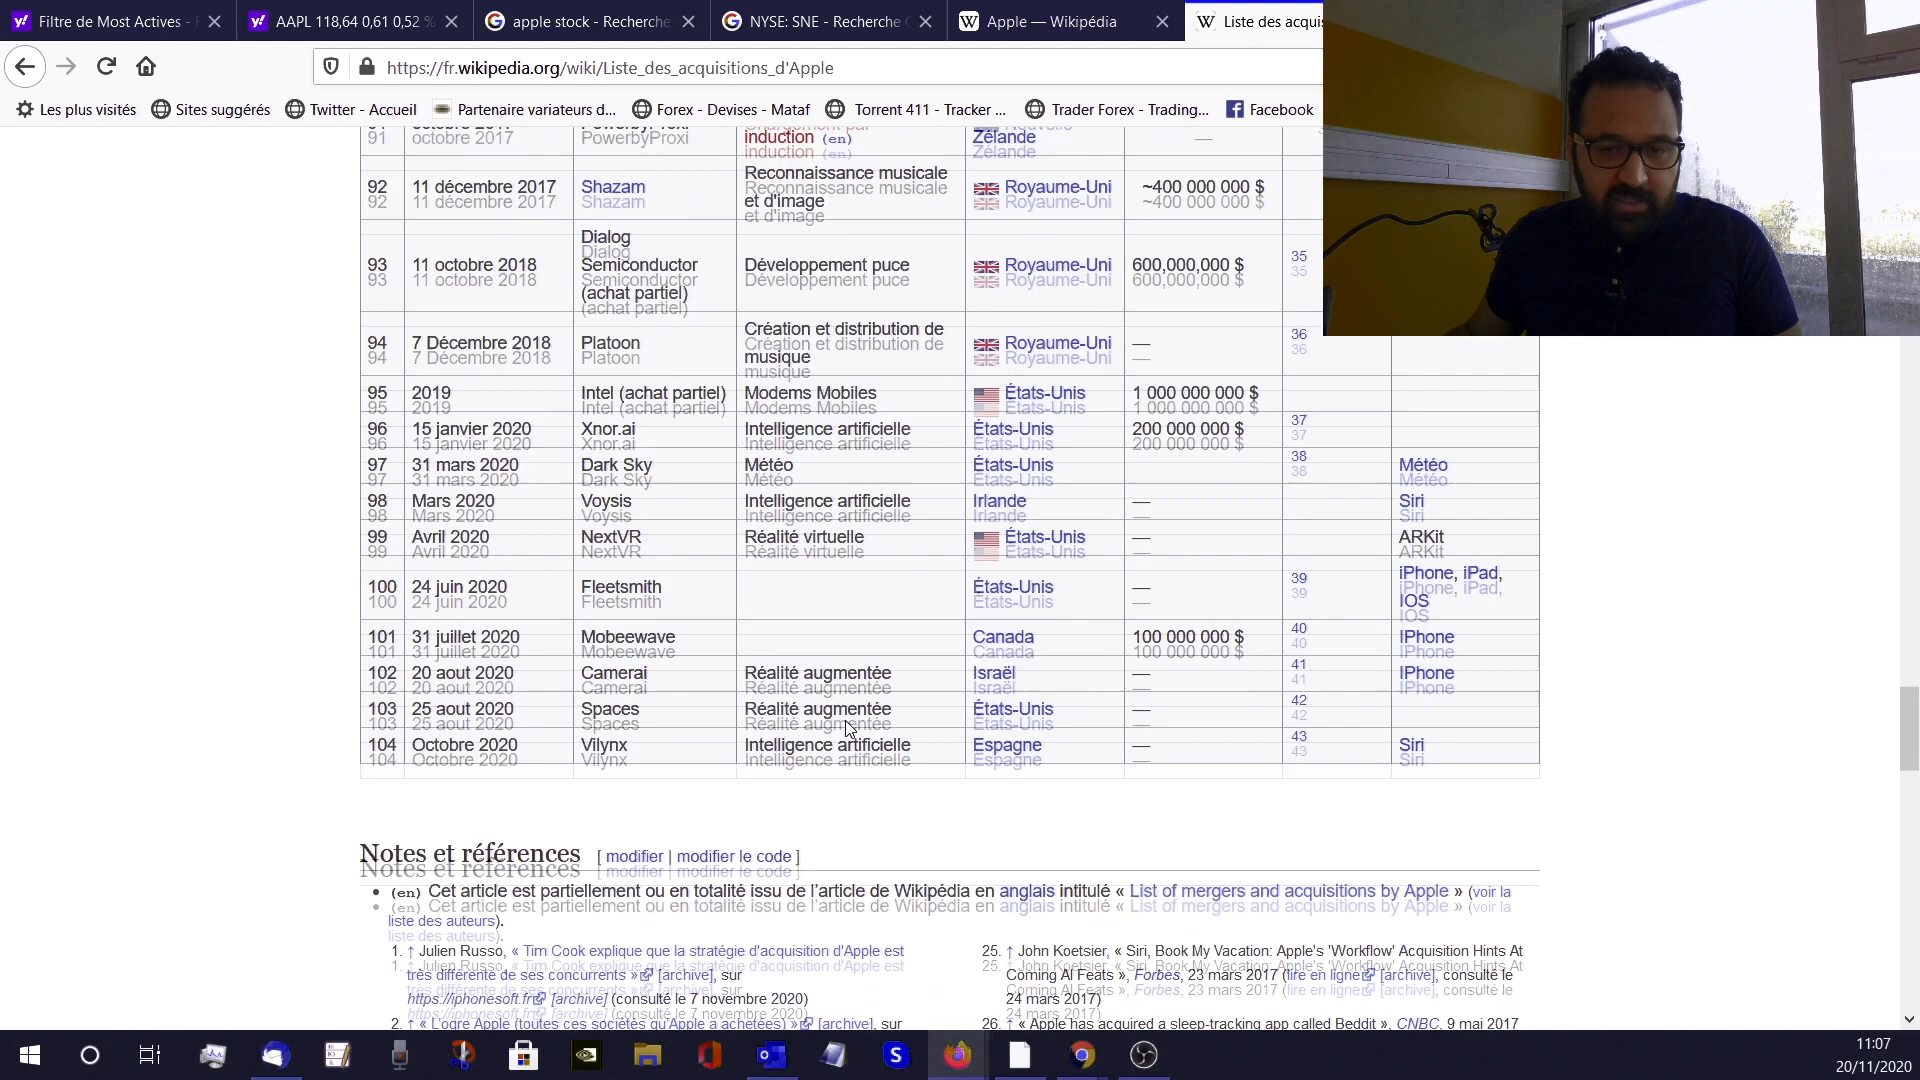 Filtre de Most Actives -
AAPL 118,64 0,61 0,52 %
apple stock - Recherche
NYSE: SNE - Recherche
Apple — Wikipédia
Liste des acquis
https://fr.wikipedia.org/wiki/Liste_des_acquisitions_d'Apple
Les plus visités
Sites suggérés
Twitter - Accueil
Partenaire variateurs d...
Forex - Devises - Mataf
Torrent 411 - Tracker ...
Trader Forex - Trading...
Facebook
91 octobre 2017 PowerbyProxi induction (en) Zélande —
92 11 décembre 2017 Shazam Reconnaissance musicale Royaume-Uni ~400 000 000 $
et d'image
Dialog
93 11 octobre 2018 Semiconductor Développement puce Royaume-Uni 600,000,000 $ 35
(achat partiel)
94 7 Décembre 2018 Platoon Création et distribution de Royaume-Uni — 36
musique
95 2019 Intel (achat partiel) Modems Mobiles États-Unis 1 000 000 000 $
96 15 janvier 2020 Xnor.ai Intelligence artificielle États-Unis 200 000 000 $ 37
97 31 mars 2020 Dark Sky Météo États-Unis 38 Météo
98 Mars 2020 Voysis Intelligence artificielle Irlande — Siri
99 Avril 2020 NextVR Réalité virtuelle États-Unis — ARKit
100 24 juin 2020 Fleetsmith États-Unis — 39 iPhone, iPad,
IOS
101 31 juillet 2020 Mobeewave Canada 100 000 000 $ 40 IPhone
102 20 aout 2020 Camerai Réalité augmentée Israël — 41 IPhone
103 25 aout 2020 Spaces Réalité augmentée États-Unis — 42
104 Octobre 2020 Vilynx Intelligence artificielle Espagne — 43 Siri
Notes et références [ modifier | modifier le code ]
• (en) Cet article est partiellement ou en totalité issu de l'article de Wikipédia en anglais intitulé « List of mergers and acquisitions by Apple » (voir la
liste des auteurs).
1. ↑ Julien Russo, « Tim Cook explique que la stratégie d'acquisition d'Apple est
très différente de ses concurrents » [archive], sur
https://iphonesoft.fr [archive] (consulté le 7 novembre 2020)
2. ↑ « L'ogre Apple (toutes ces sociétés qu'Apple a achetées) » [archive], sur
25. ↑ John Koetsier, « Siri, Book My Vacation: Apple's 'Workflow' Acquisition Hints At
Coming AI Feats », Forbes, 23 mars 2017 (lire en ligne [archive], consulté le
24 mars 2017)
26. ↑ « Apple has acquired a sleep-tracking app called Beddit », CNBC, 9 mai 2017
11:07
20/11/2020